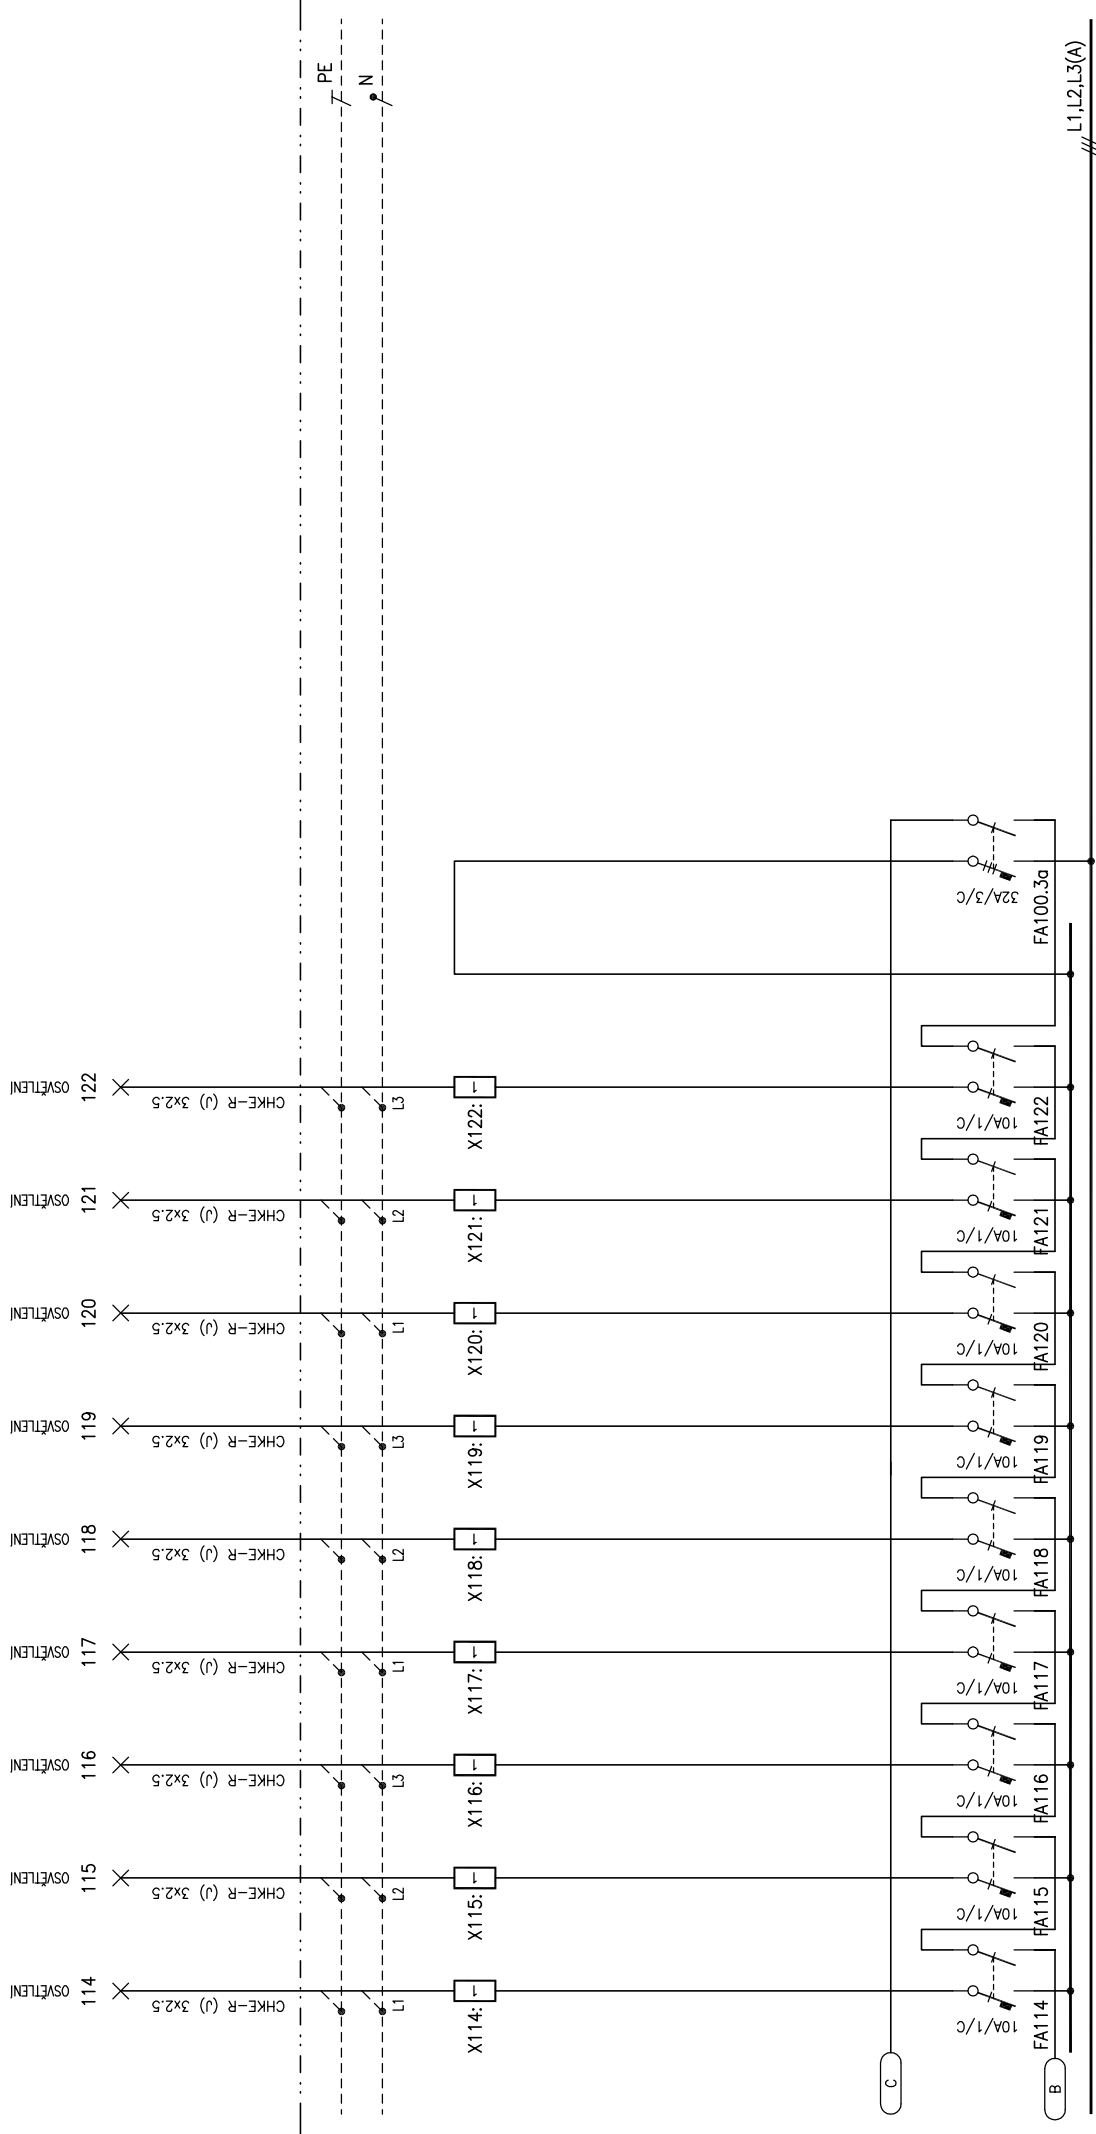 L1,L2,L3(A)
PE
N
FA114
10A/1/C
X114:
1
L1
CHKE-R (J) 3x2.5
114
OSVĚTLENÍ
FA115
10A/1/C
X115:
1
L2
CHKE-R (J) 3x2.5
115
OSVĚTLENÍ
FA116
10A/1/C
X116:
1
L3
CHKE-R (J) 3x2.5
116
OSVĚTLENÍ
FA117
10A/1/C
X117:
1
L1
CHKE-R (J) 3x2.5
117
OSVĚTLENÍ
FA118
10A/1/C
X118:
1
L2
CHKE-R (J) 3x2.5
118
OSVĚTLENÍ
FA119
10A/1/C
X119:
1
L3
CHKE-R (J) 3x2.5
119
OSVĚTLENÍ
FA120
10A/1/C
X120:
1
L1
CHKE-R (J) 3x2.5
120
OSVĚTLENÍ
FA121
10A/1/C
X121:
1
L2
CHKE-R (J) 3x2.5
121
OSVĚTLENÍ
FA122
10A/1/C
X122:
1
L3
CHKE-R (J) 3x2.5
122
OSVĚTLENÍ
FA100.3a
32A/3/C
C
B